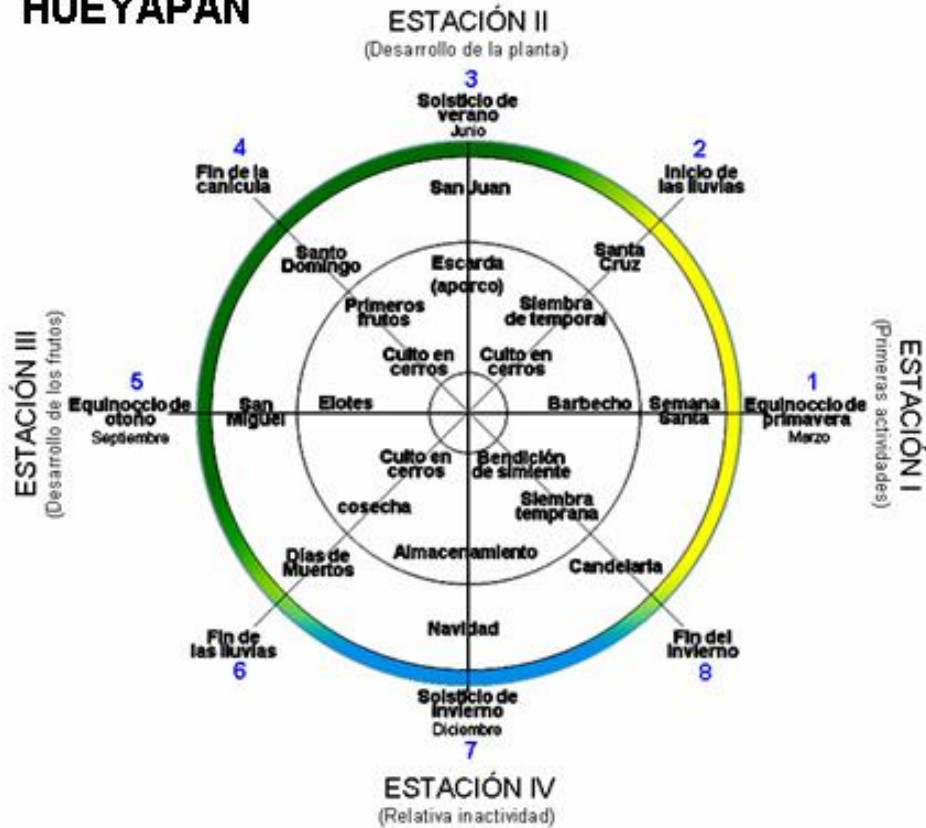 HUEYAPAN
ESTACIÓN II
(Desarrollo de la planta)
3
Solsticio de
verano
Junio
4
Fin de la
canícula
2
Inicio de
las lluvias
San Juan
Santo
Domingo
Santa
Cruz
Escarda
(aporco)
Primeros
frutos
Siembra
de temporal
Culto en
cerros
Culto en
cerros
ESTACIÓN III
(Desarrollo de los frutos)
5
Equinoccio de
otoño
Septiembre
San
Miguel
Elotes
Barbecho
Semana
Santa
1
Equinoccio de
primavera
Marzo
ESTACIÓN I
(Primeras actividades)
Culto en
cerros
Bendición
de simiente
cosecha
Siembra
temprana
Almacenamiento
Días de
Muertos
Candelaria
Navidad
Fin de
las lluvias
6
Fin del
Invierno
8
Solsticio de
Invierno
Diciembre
7
ESTACIÓN IV
(Relativa inactividad)